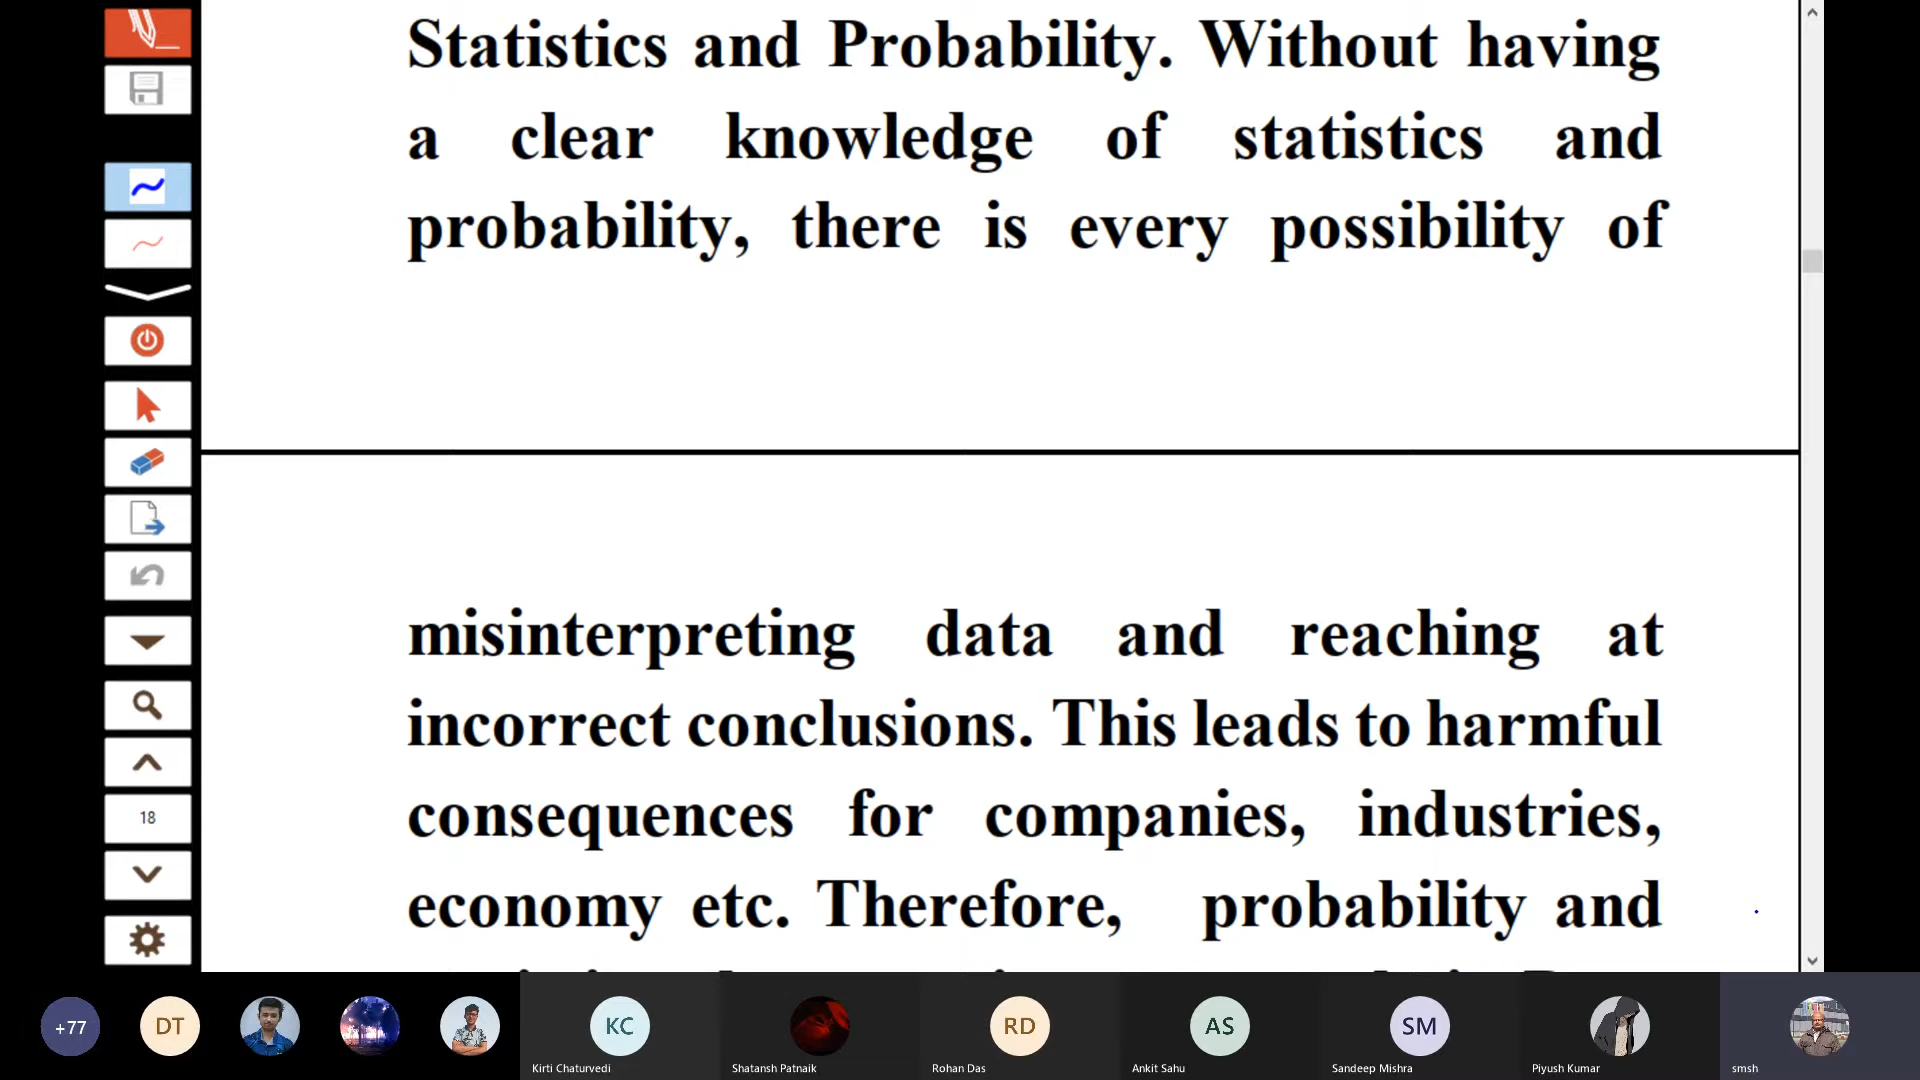 Statistics and Probability. Without having
a clear knowledge of statistics and
probability, there is every possibility of
misinterpreting data and reaching at
incorrect conclusions. This leads to harmful
consequences for companies, industries,
economy etc. Therefore, probability and
18
+77
DT
KC
RD
AS
SM
Kirti Chaturvedi
Shatansh Patnaik
Rohan Das
Ankit Sahu
Sandeep Mishra
Piyush Kumar
smsh